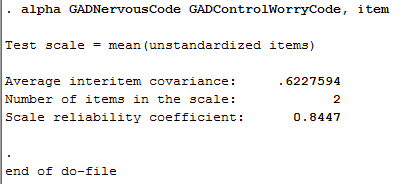 . alpha GADNervousCode GADControlWorryCode, item
Test scale = mean(unstandardized items)
Average interitem covariance: .6227594
Number of items in the scale: 2
Scale reliability coefficient: 0.8447
.
end of do-file